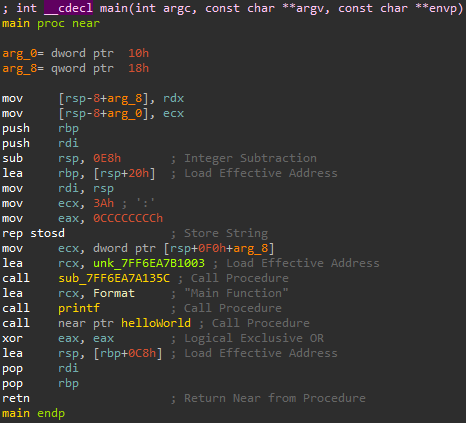 ; int __cdecl main(int argc, const char **argv, const char **envp)
main proc near
arg_0= dword ptr  10h
arg_8= qword ptr  18h
mov     [rsp-8+arg_8], rdx
mov     [rsp-8+arg_0], ecx
push    rbp
push    rdi
sub     rsp, 0E8h       ; Integer Subtraction
lea     rbp, [rsp+20h]  ; Load Effective Address
mov     rdi, rsp
mov     ecx, 3Ah ; ':'
mov     eax, 0CCCCCCCCh
rep stosd               ; Store String
mov     ecx, dword ptr [rsp+0F0h+arg_8]
lea     rcx, unk_7FF6EA7B1003 ; Load Effective Address
call    sub_7FF6EA7A135C ; Call Procedure
lea     rcx, Format     ; "Main Function"
call    printf          ; Call Procedure
call    near ptr helloWorld ; Call Procedure
xor     eax, eax        ; Logical Exclusive OR
lea     rsp, [rbp+0C8h] ; Load Effective Address
pop     rdi
pop     rbp
retn                    ; Return Near from Procedure
main endp